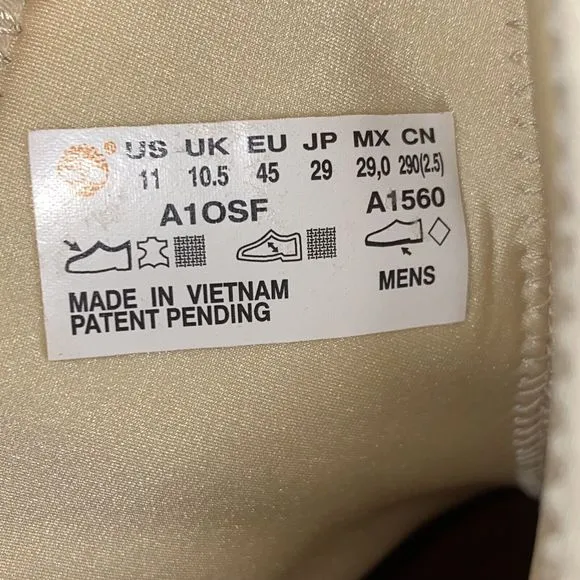 US UK EU JP MX CN
11 10.5 45 29 29,0 290(2.5)
A1OSF A1560
MADE IN VIETNAM
PATENT PENDING
MENS
®